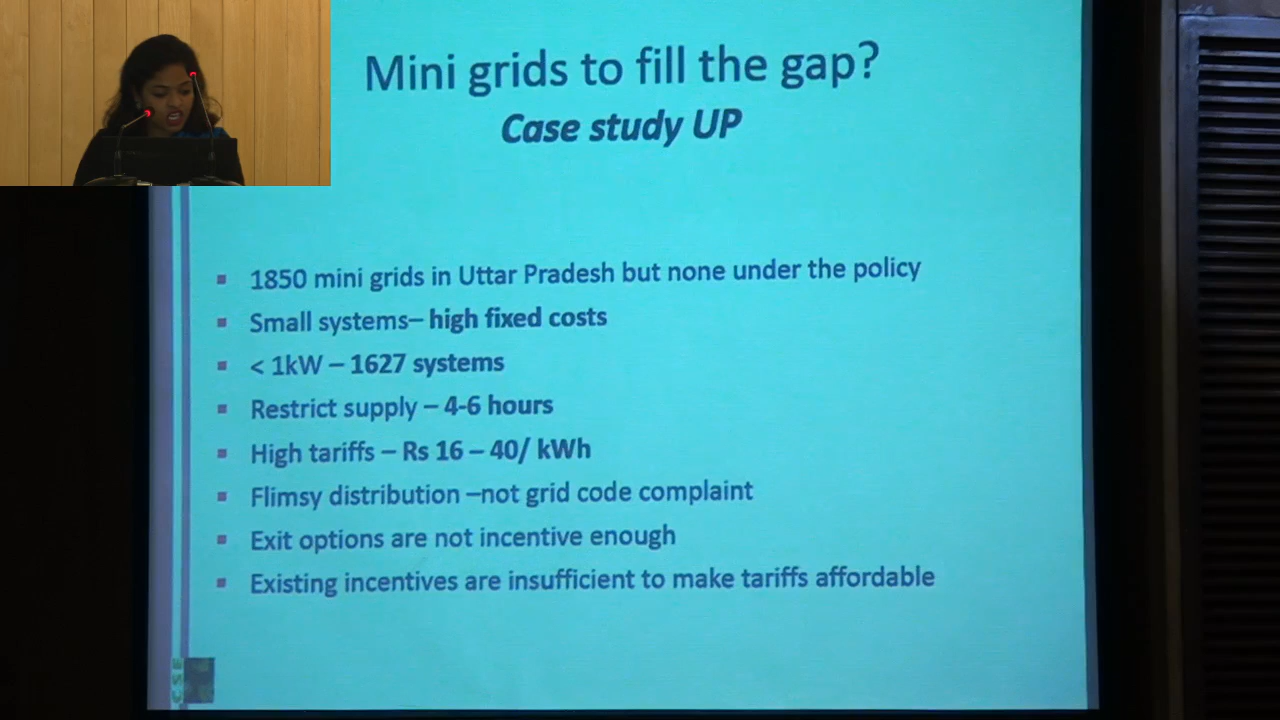 Mini grids to fill the gap?
Case study UP
1850 mini grids in Uttar Pradesh but none under the policy
Small systems– high fixed costs
< 1kW – 1627 systems
Restrict supply – 4-6 hours
High tariffs – Rs 16 – 40/ kWh
Flimsy distribution –not grid code complaint
Exit options are not incentive enough
Existing incentives are insufficient to make tariffs affordable